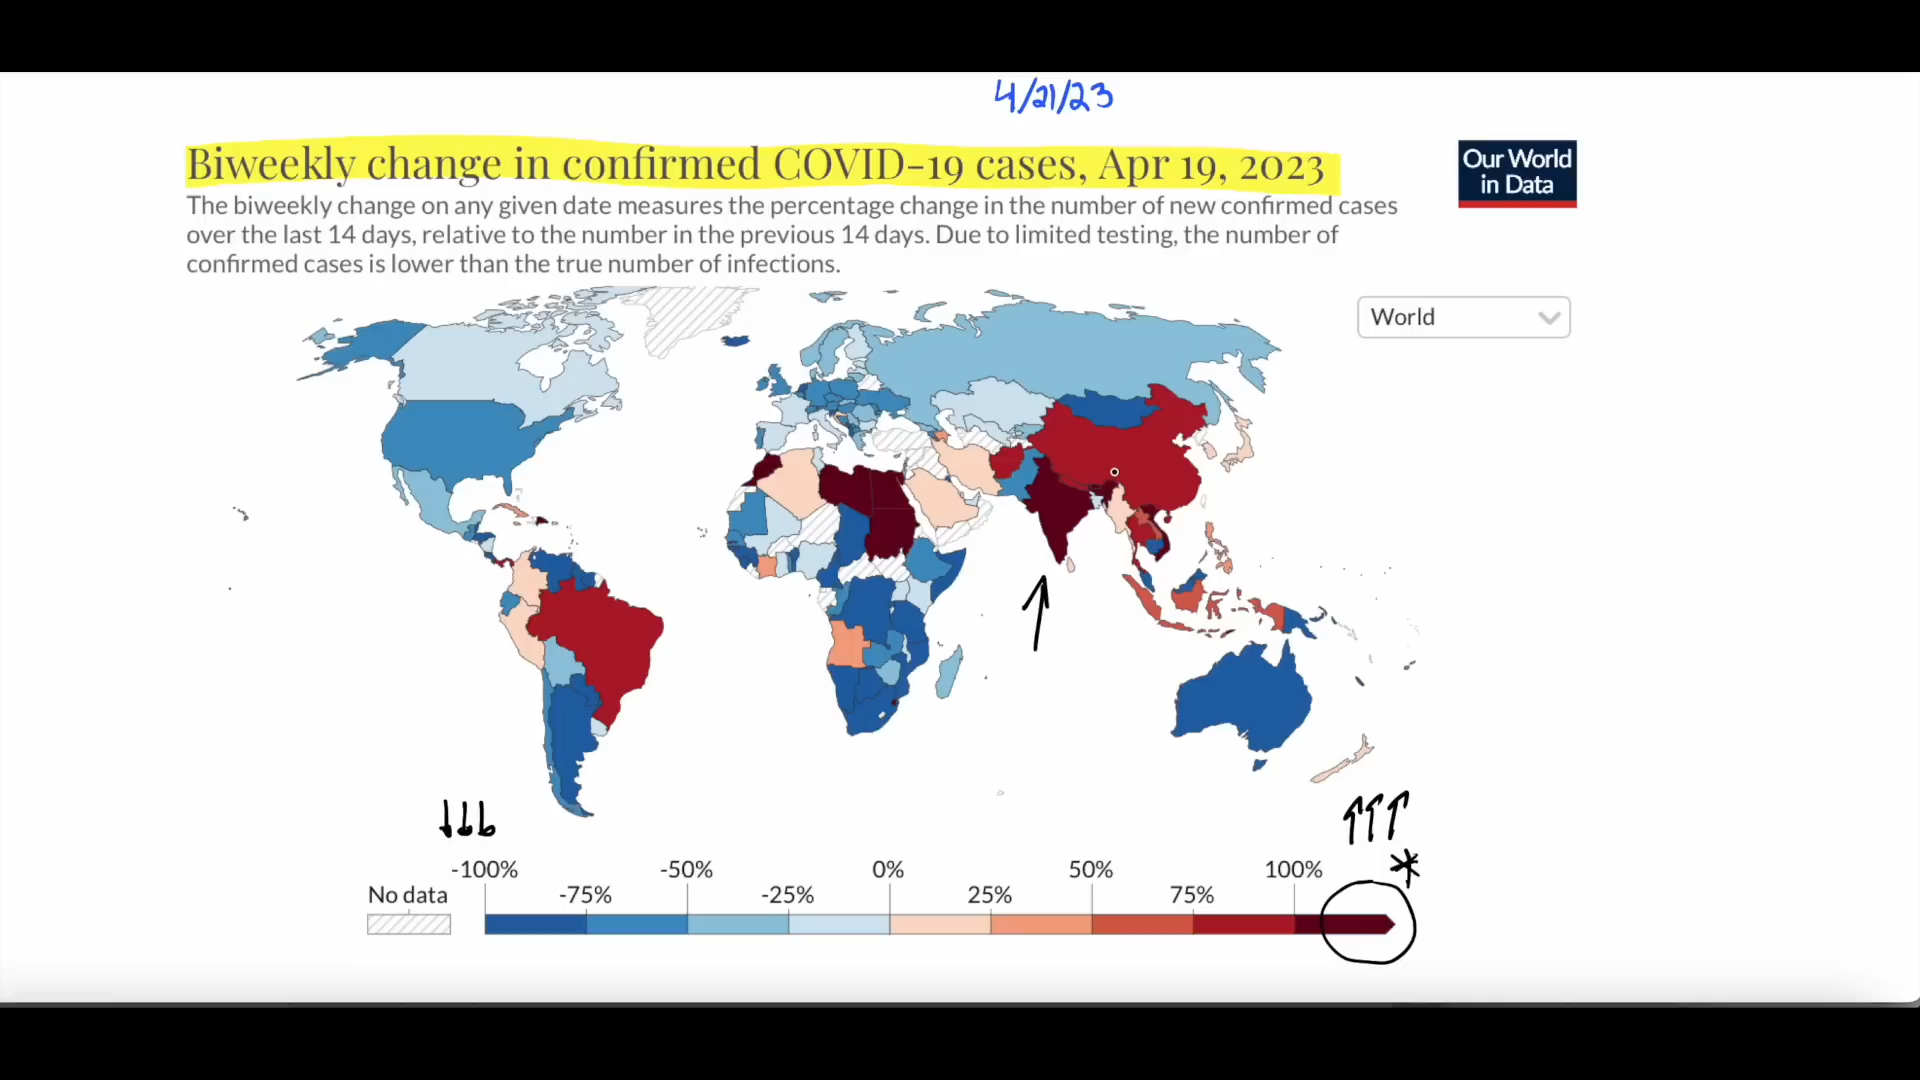 4/21/23
Biweekly change in confirmed COVID-19 cases, Apr 19, 2023
Our World
in Data
The biweekly change on any given date measures the percentage change in the number of new confirmed cases
over the last 14 days, relative to the number in the previous 14 days. Due to limited testing, the number of
confirmed cases is lower than the true number of infections.
World
-100% -50% 0% 50% 100%
No data -75% -25% 25% 75%